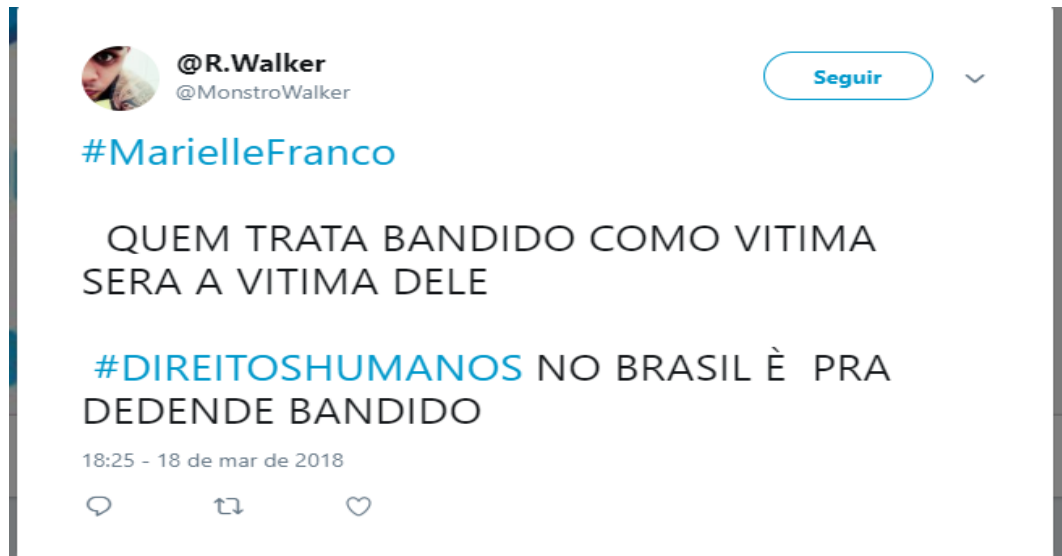 @R.Walker
@MonstroWalker
Seguir
#MarielleFranco
QUEM TRATA BANDIDO COMO VITIMA
SERA A VITIMA DELE
#DIREITOSHUMANOS NO BRASIL È PRA
DEDENDE BANDIDO
18:25 - 18 de mar de 2018